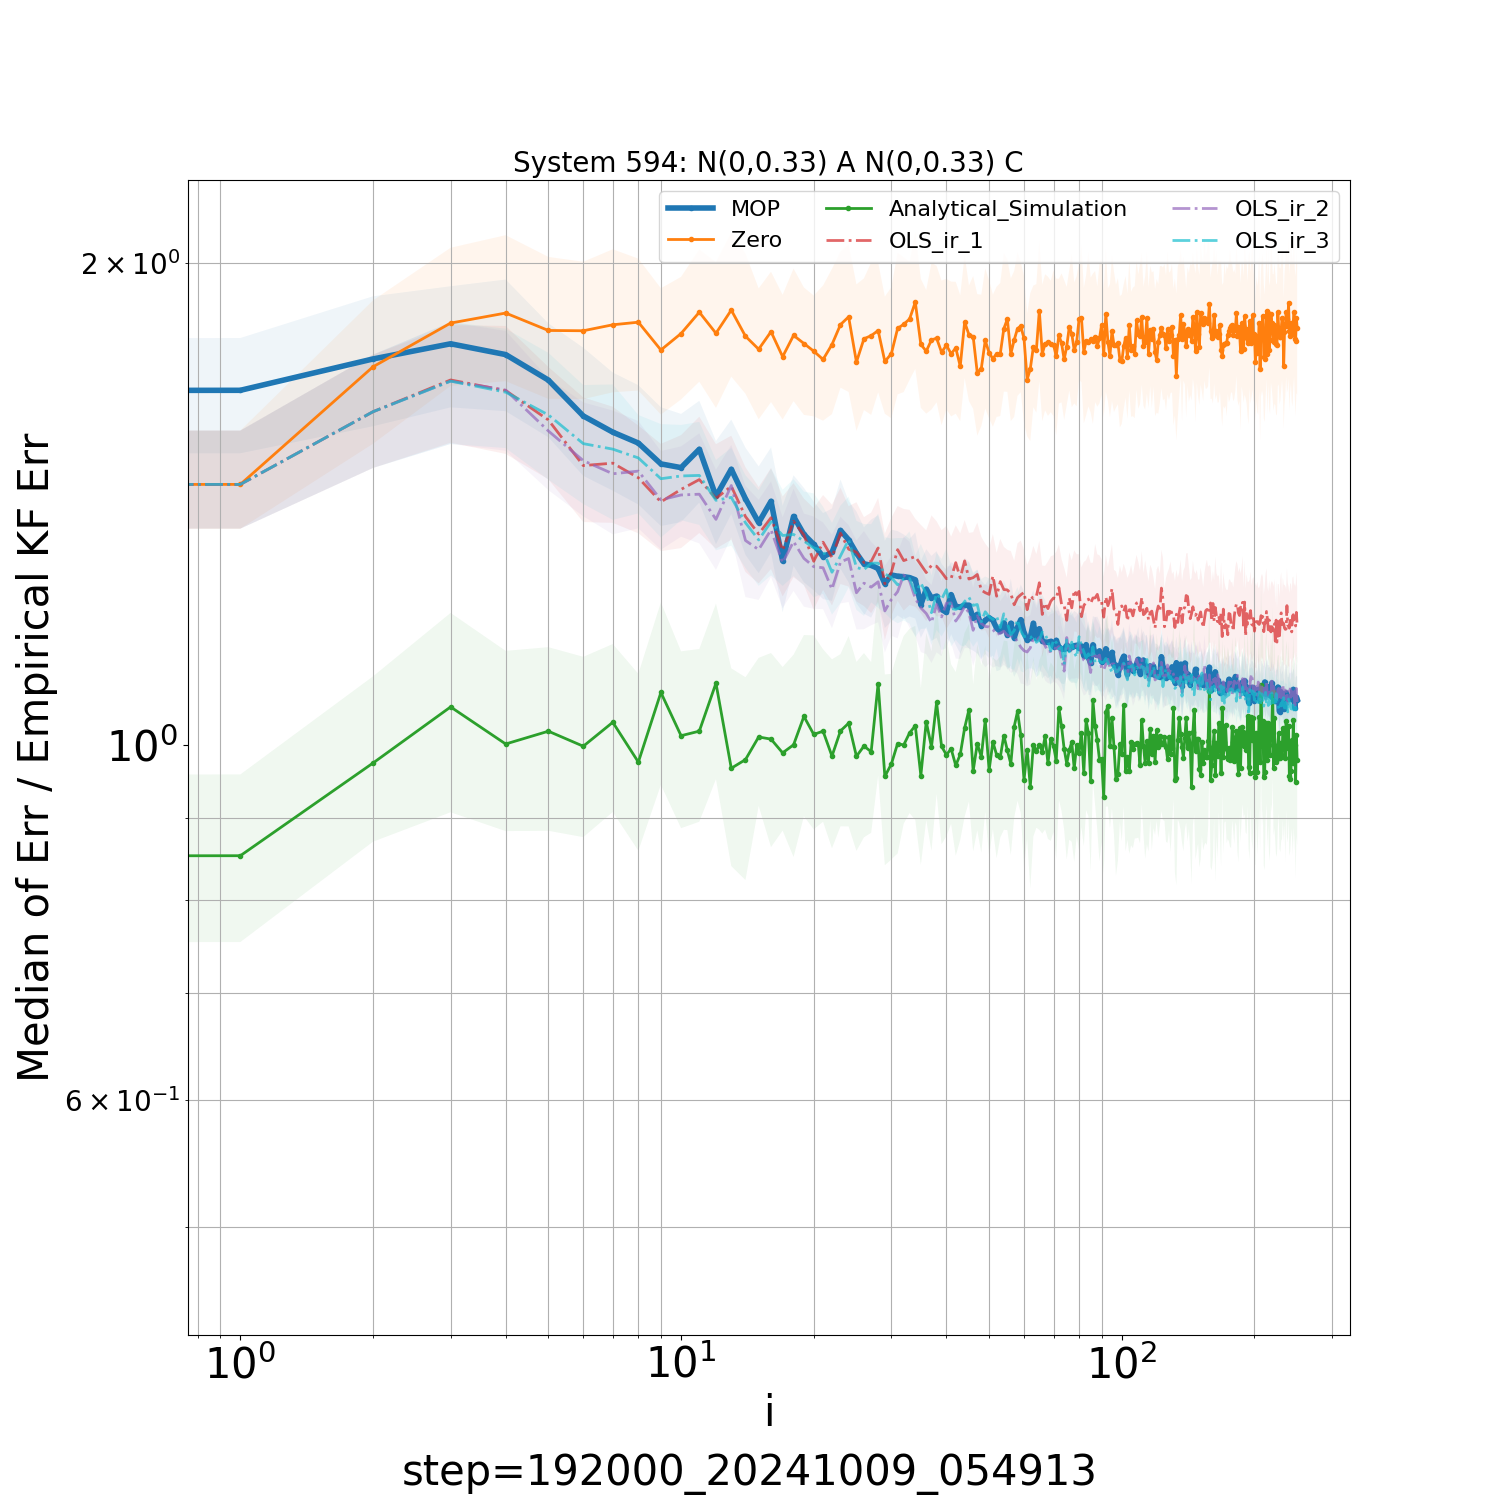 System 594: N(0,0.33) A N(0,0.33) C
MOP
Zero
Analytical_Simulation
OLS_ir_1
OLS_ir_2
OLS_ir_3
Median of Err / Empirical KF Err
2 × 10⁰
10⁰
6 × 10⁻¹
10⁰
10¹
10²
i
step=192000_20241009_054913